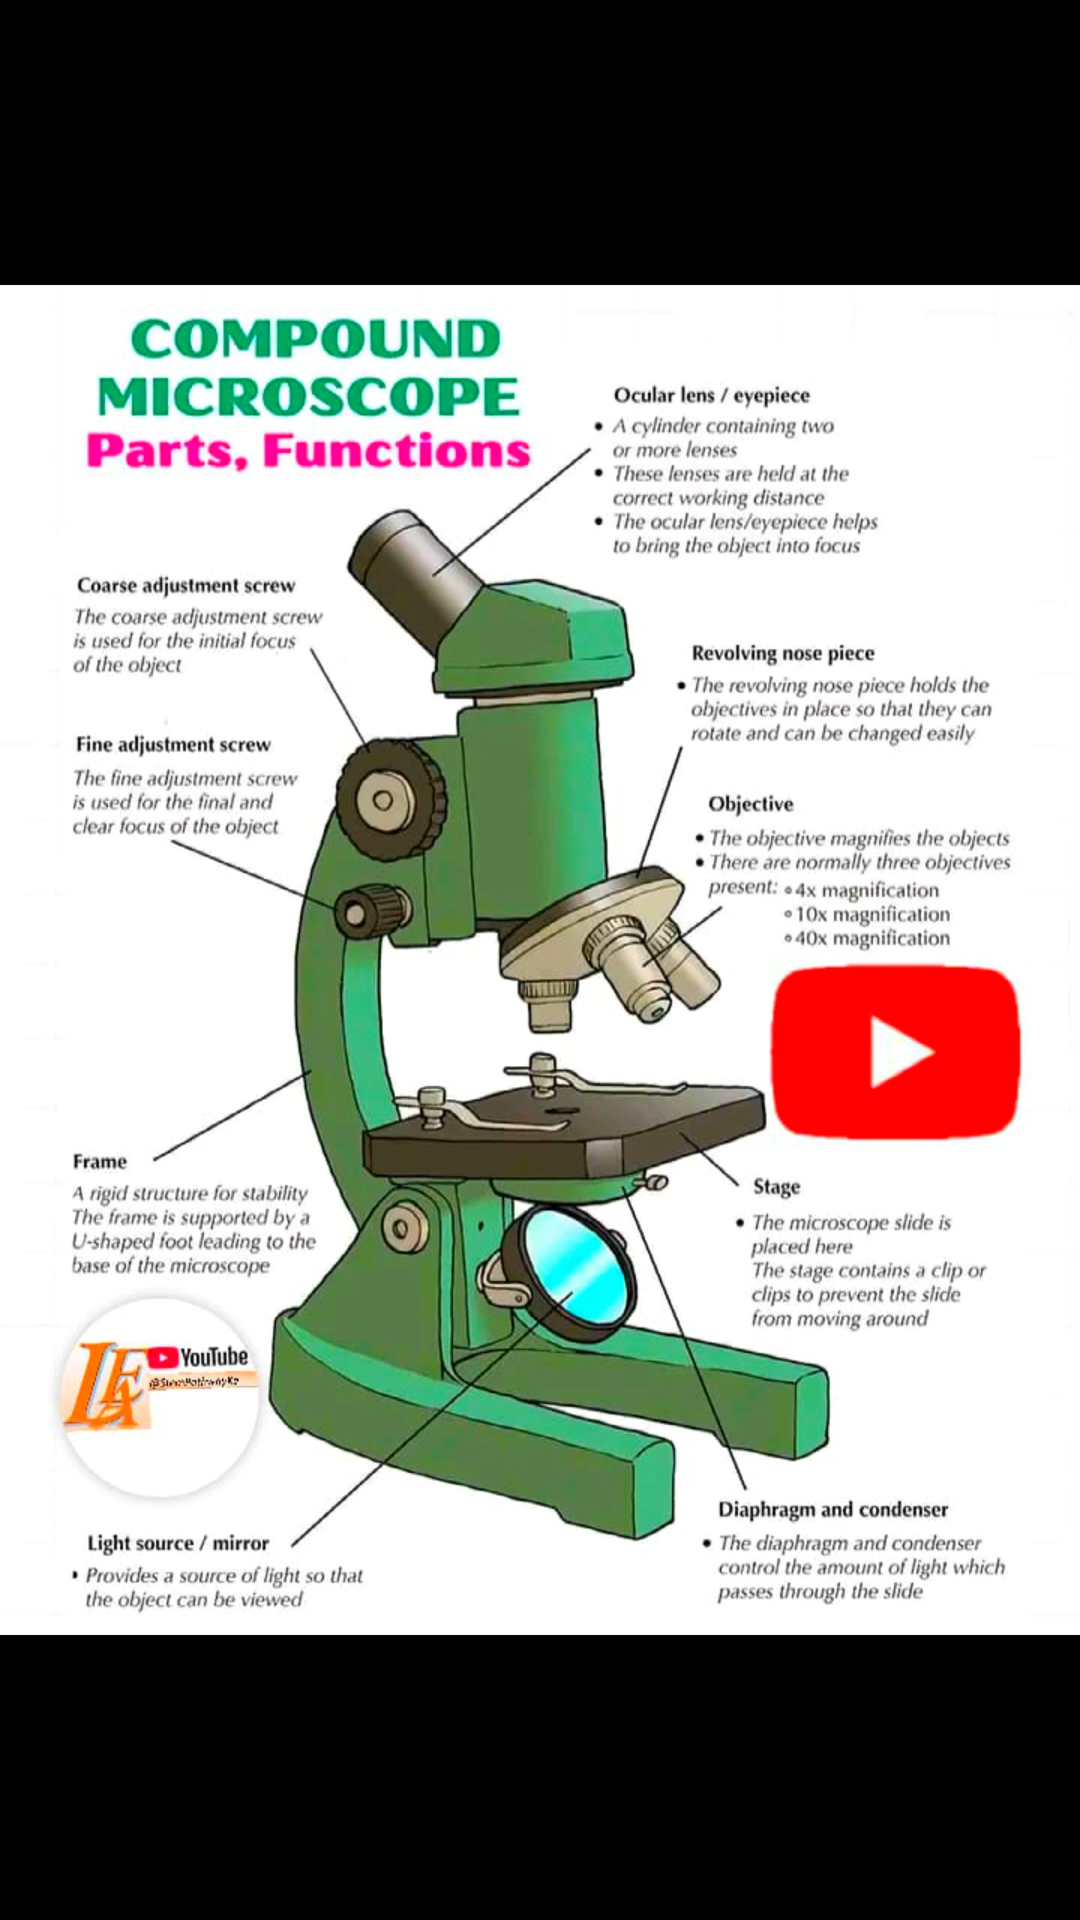 COMPOUND
MICROSCOPE
Parts, Functions
Ocular lens / eyepiece
• A cylinder containing two
or more lenses
• These lenses are held at the
correct working distance
• The ocular lens/eyepiece helps
to bring the object into focus
Coarse adjustment screw
The coarse adjustment screw
is used for the initial focus
of the object
Revolving nose piece
• The revolving nose piece holds the
objectives in place so that they can
rotate and can be changed easily
Fine adjustment screw
The fine adjustment screw
is used for the final and
clear focus of the object
Objective
• The objective magnifies the objects
• There are normally three objectives
present: ∘ 4x magnification
∘ 10x magnification
∘ 40x magnification
Frame
A rigid structure for stability
The frame is supported by a
U-shaped foot leading to the
base of the microscope
Stage
• The microscope slide is
placed here
The stage contains a clip or
clips to prevent the slide
from moving around
YouTube
Light source / mirror
• Provides a source of light so that
the object can be viewed
Diaphragm and condenser
• The diaphragm and condenser
control the amount of light which
passes through the slide